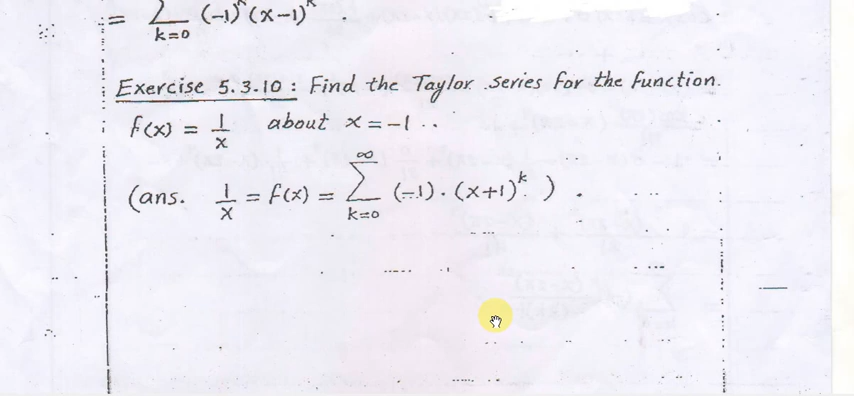 = ∑ (-1)^k (x-1)^k .
k=0
Exercise 5.3.10 : Find the Taylor series for the function.
f(x) = 1/x about x = -1 ..
(ans. 1/x = f(x) = ∑_{k=0}^{∞} (-1) . (x+1)^k ) .